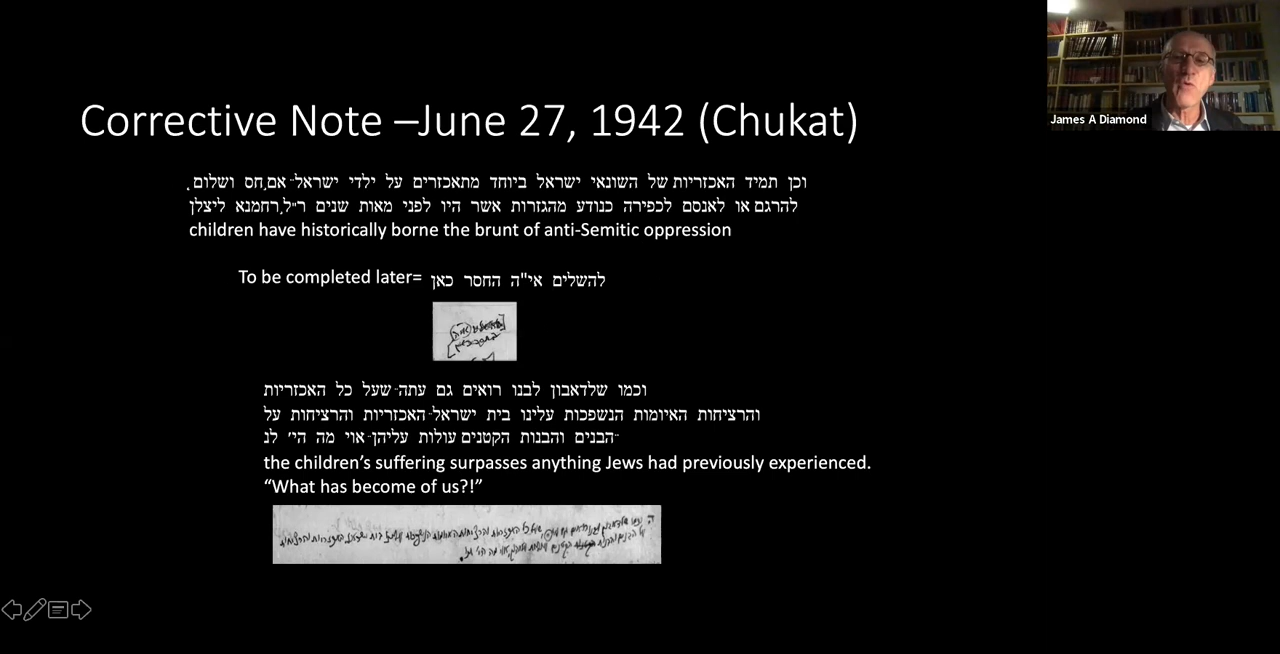 James A Diamond
Corrective Note –June 27, 1942 (Chukat)
וכן תמיד האכזריות של השונאי ישראל ביוחד מתאכזרים על ילדי ישראל־ אם,חס ושלום,
להרגם או לאנסם לכפירה כנודע מהגזרות אשר היו לפני מאות שנים ר״ל,רחמנא ליצלן
children have historically borne the brunt of anti-Semitic oppression
To be completed later= להשלים אי"ה החסר כאן
וכמו שלדאבון לבנו רואים גם עתה־שעל כל האכזריות
והרציחות האיומות הנשפכות עלינו בית ישראל־האכזריות והרציחות על
הבנים והבנות הקטנים עולות עליהן־אוי מה הי׳ לנ־
the children’s suffering surpasses anything Jews had previously experienced.
“What has become of us?!”